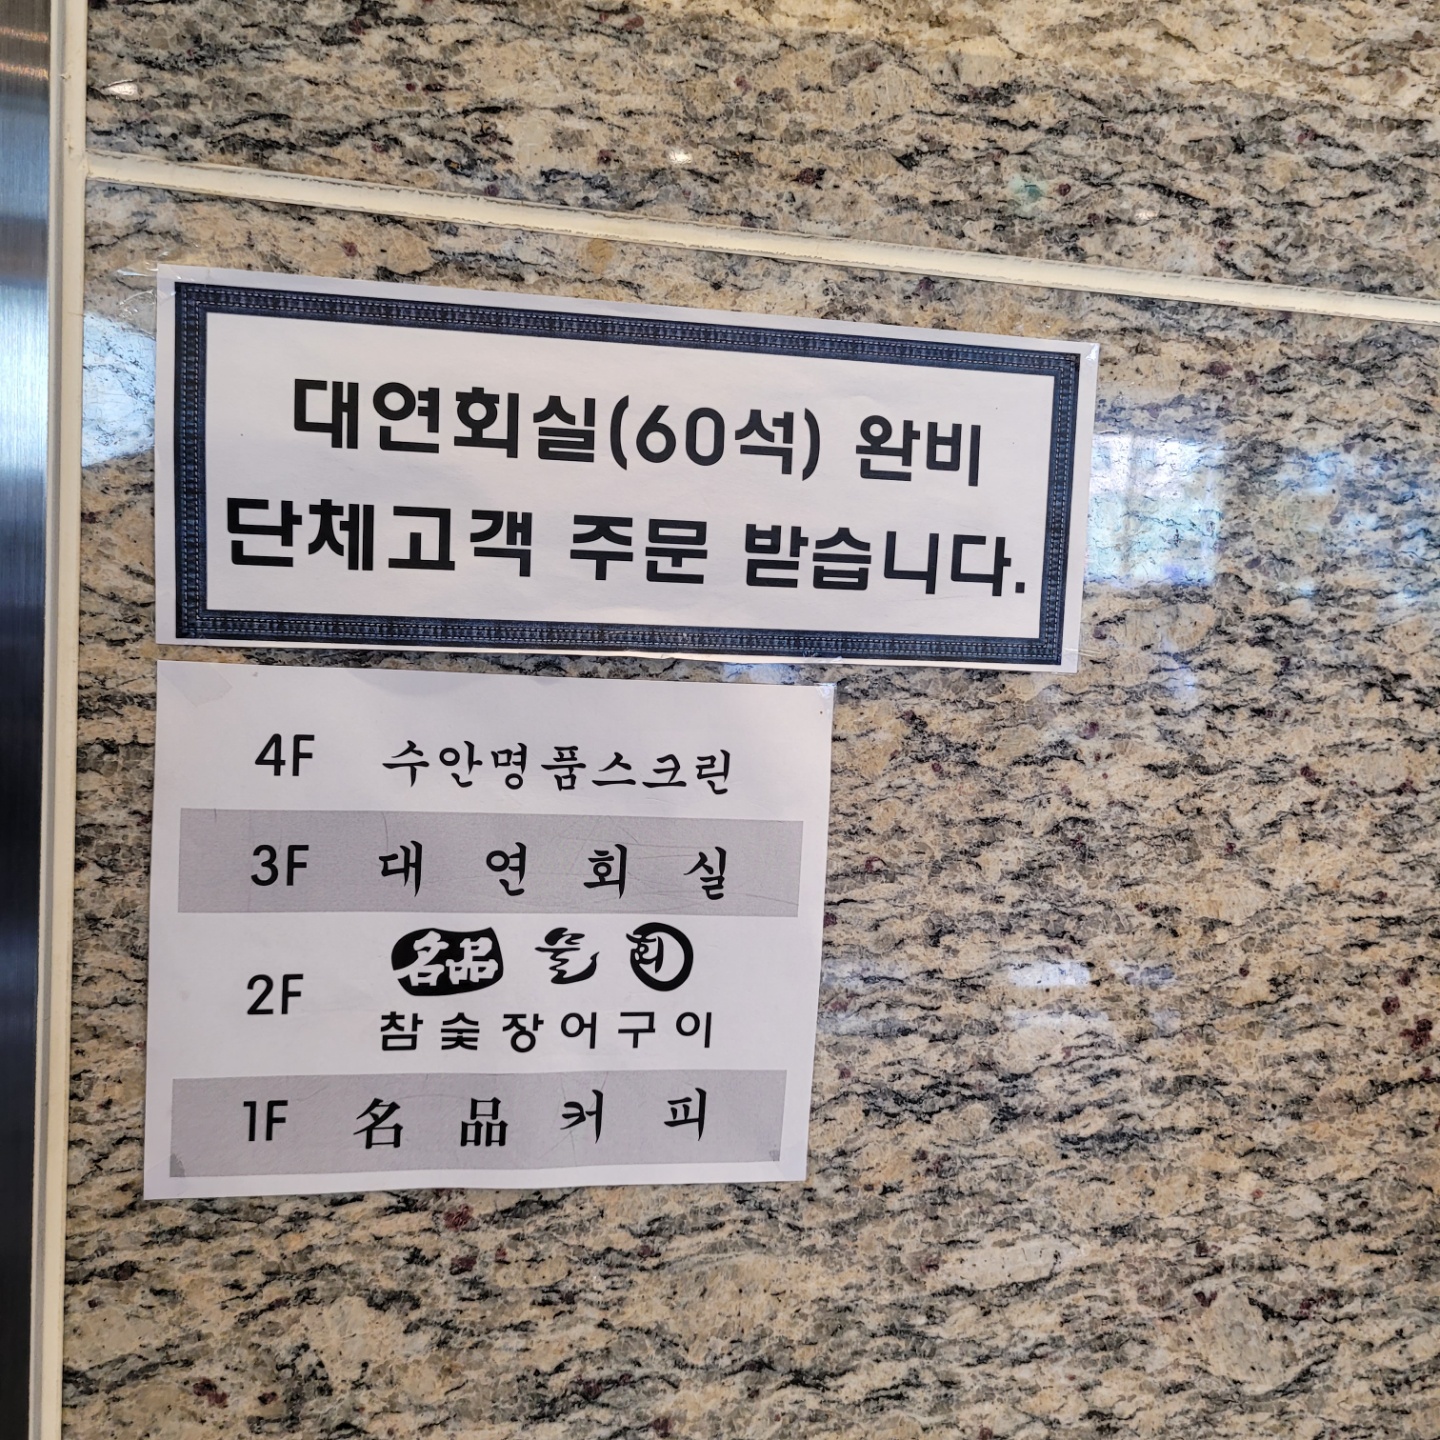 대연회실(60석) 완비
단체고객 주문 받습니다.
4F 수안명품스크린
3F 대 연 회 실
2F 名品 물 회
참숯장어구이
1F 名 品 커 피